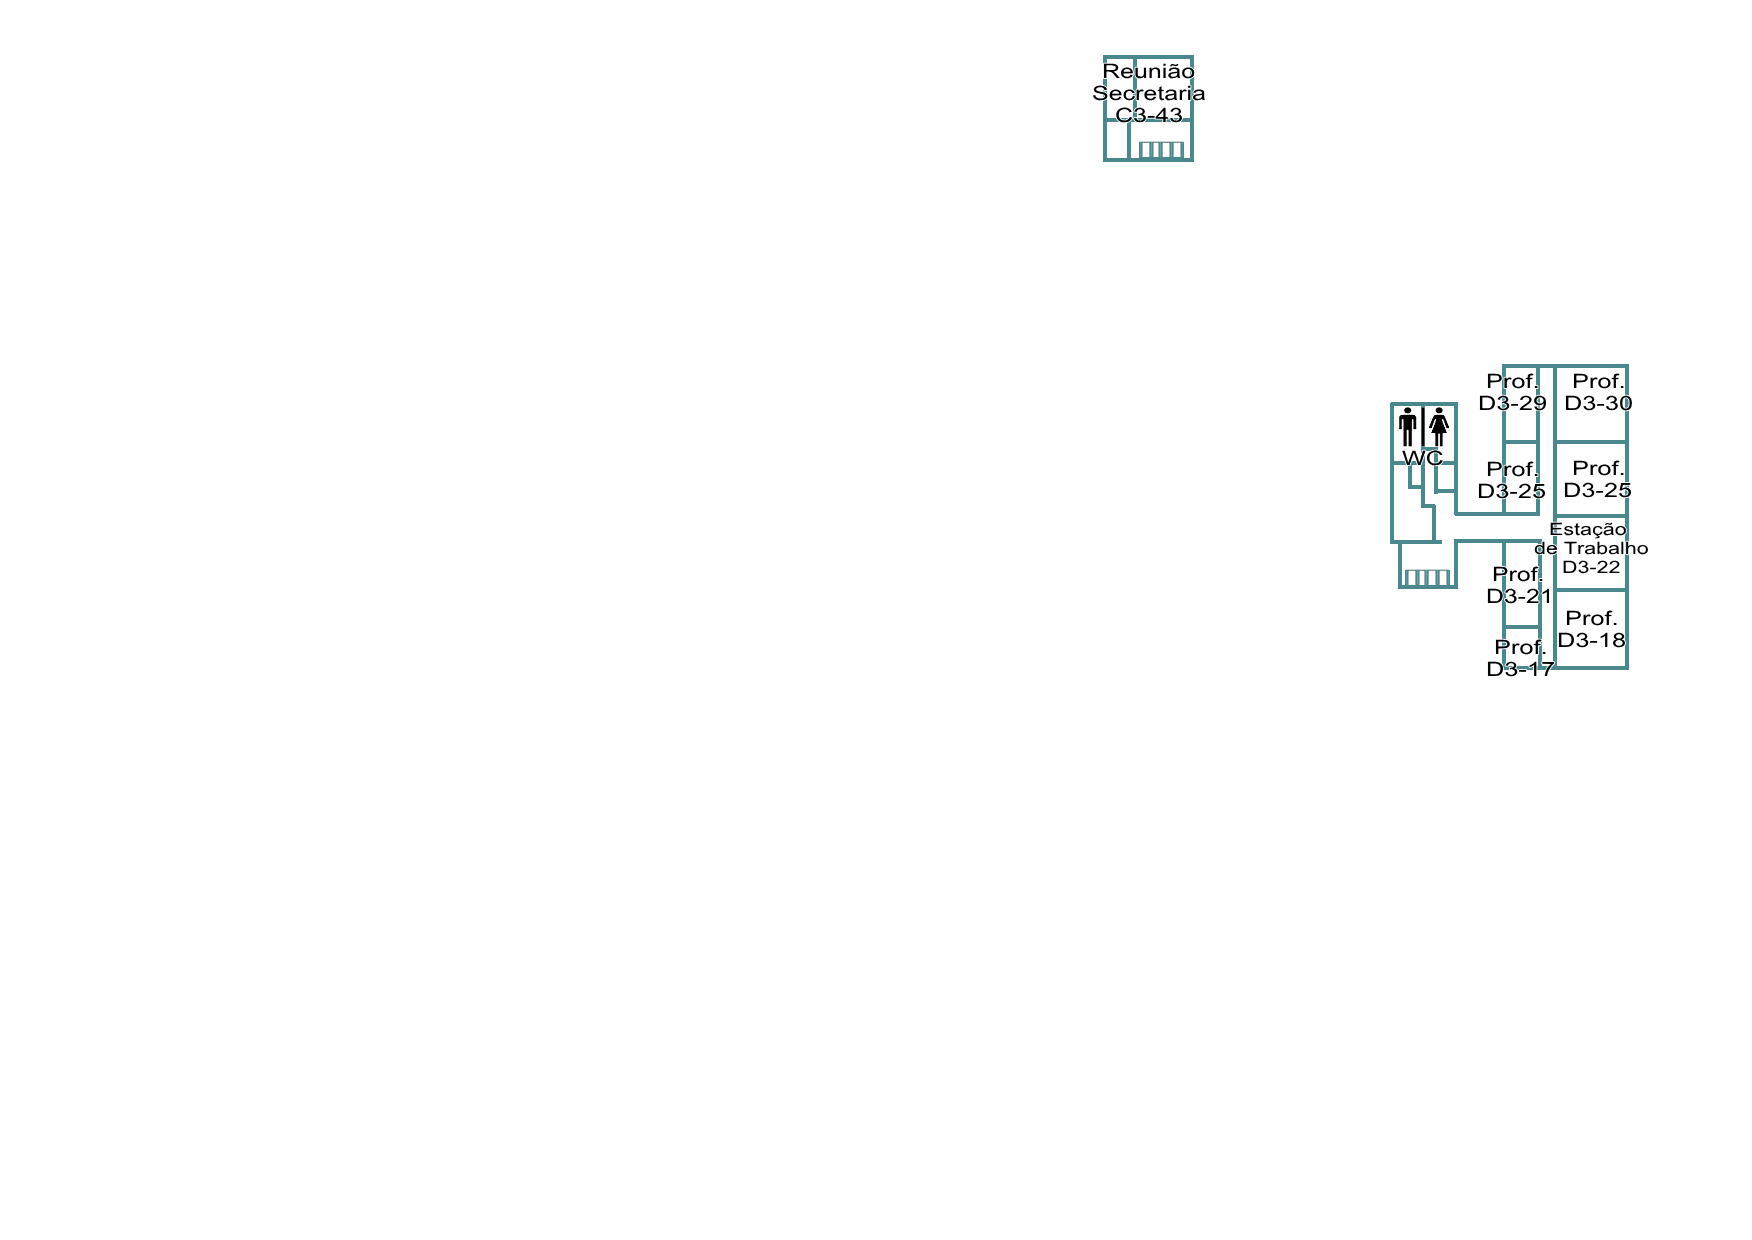 Reunião
Secretaria
C3-43
Prof.
D3-29
Prof.
D3-30
WC
Prof.
D3-25
Prof.
D3-25
Estação
de Trabalho
D3-22
Prof.
D3-21
Prof.
D3-18
Prof.
D3-17